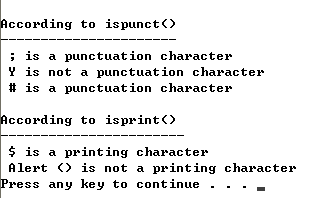 According to ispunct()
----------------------
; is a punctuation character
Y is not a punctuation character
# is a punctuation character
According to isprint()
-----------------------
$ is a printing character
Alert () is not a printing character
Press any key to continue . . . _